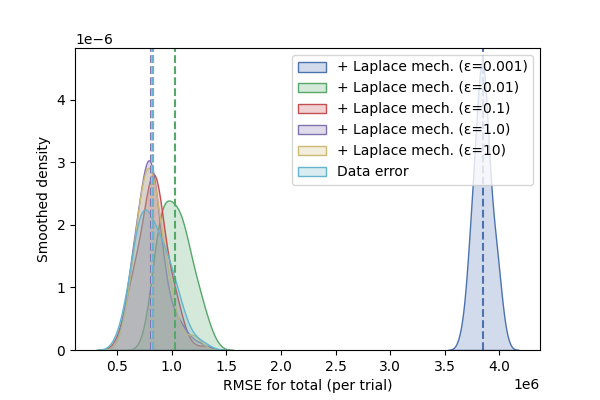 1e−6
+ Laplace mech. (ε=0.001)
+ Laplace mech. (ε=0.01)
+ Laplace mech. (ε=0.1)
+ Laplace mech. (ε=1.0)
+ Laplace mech. (ε=10)
Data error
Smoothed density
4
3
2
1
0
0.5 1.0 1.5 2.0 2.5 3.0 3.5 4.0
1e6
RMSE for total (per trial)